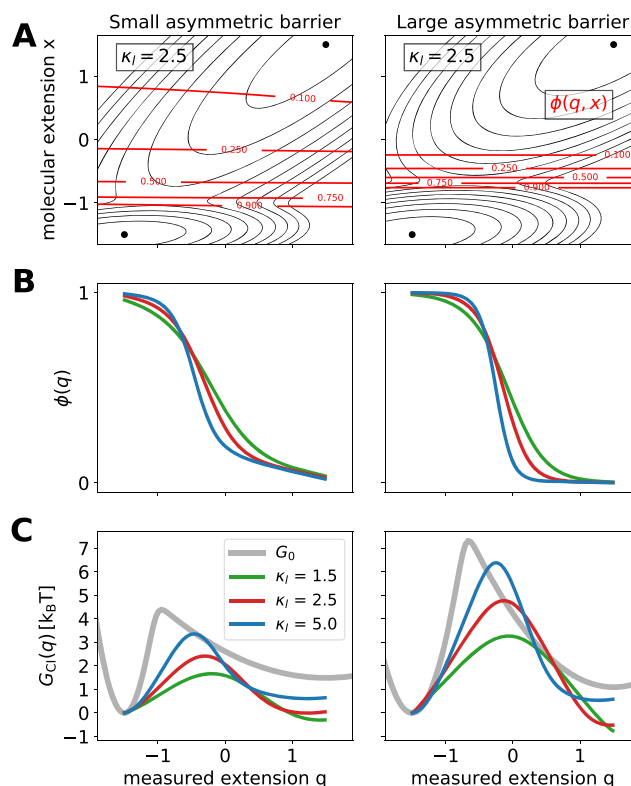 Small asymmetric barrier
Large asymmetric barrier
A
κ_l = 2.5
κ_l = 2.5
ϕ(q, x)
molecular extension x
1
0
−1
0.100
0.250
0.500
0.750
0.900
0.100
0.250
0.500
0.750
0.900
B
ϕ(q)
1
0
C
G_Cl(q) [k_BT]
7
6
5
4
3
2
1
0
−1
G_0
κ_l = 1.5
κ_l = 2.5
κ_l = 5.0
−1 0 1
−1 0 1
measured extension q
measured extension q